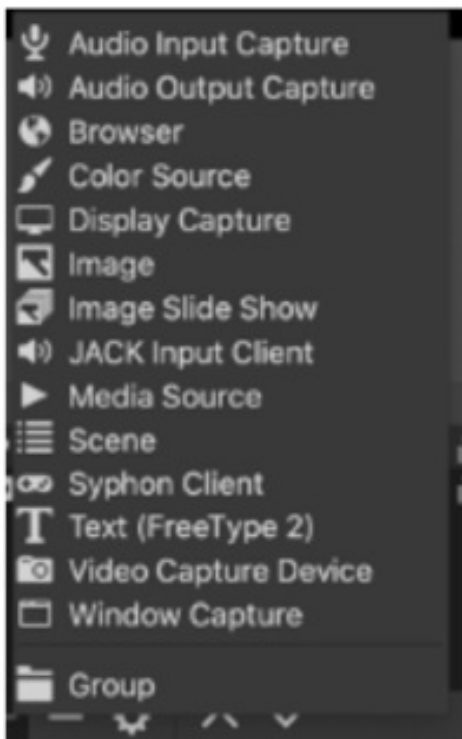 Audio Input Capture
Audio Output Capture
Browser
Color Source
Display Capture
Image
Image Slide Show
JACK Input Client
Media Source
Scene
Syphon Client
Text (FreeType 2)
Video Capture Device
Window Capture
Group